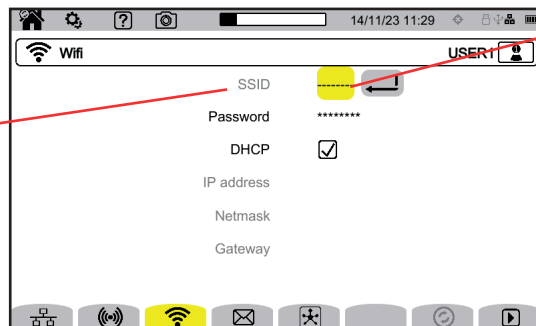 14/11/23 11:29
Wifi USER1
SSID -------
Password ********
DHCP
IP address
Netmask
Gateway